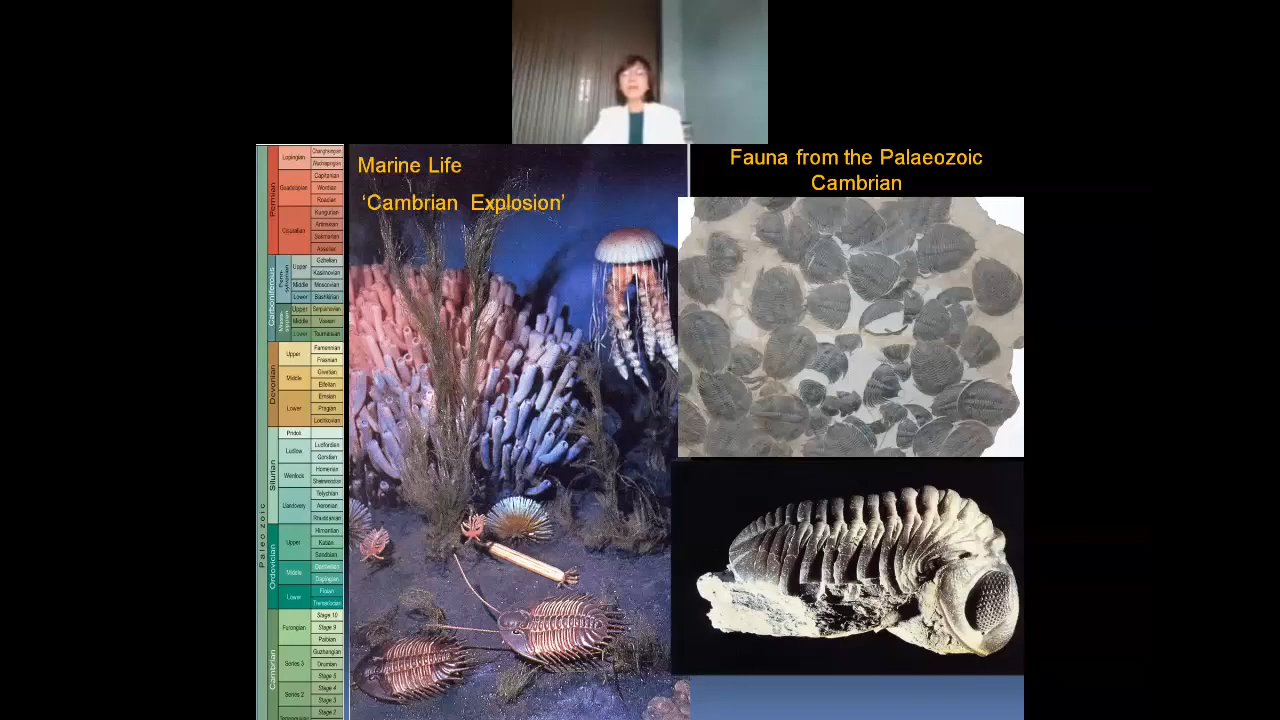 Marine Life
‘Cambrian Explosion’
Fauna from the Palaeozoic
Cambrian
Paleozoic
Permian
Lopingian
Changhsingian
Wuchiapingian
Guadalupian
Capitanian
Wordian
Roadian
Cisuralian
Kungurian
Artinskian
Sakmarian
Asselian
Carboniferous
Upper
Gzhelian
Kasimovian
Middle
Moscovian
Lower
Bashkirian
Upper
Serpukhovian
Middle
Visean
Lower
Tournaisian
Devonian
Upper
Famennian
Frasnian
Middle
Givetian
Eifelian
Lower
Emsian
Pragian
Lochkovian
Silurian
Pridoli
Ludlow
Ludfordian
Gorstian
Wenlock
Homerian
Sheinwoodian
Llandovery
Telychian
Aeronian
Rhuddanian
Ordovician
Upper
Hirnantian
Katian
Sandbian
Middle
Darriwilian
Dapingian
Lower
Floian
Tremadocian
Cambrian
Furongian
Stage 10
Stage 9
Paibian
Series 3
Guzhangian
Drumian
Stage 5
Series 2
Stage 4
Stage 3
Stage 2